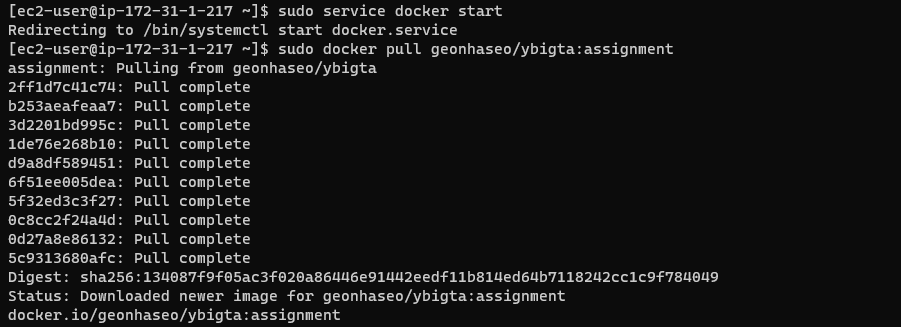 [ec2-user@ip-172-31-1-217 ~]$ sudo service docker start
Redirecting to /bin/systemctl start docker.service
[ec2-user@ip-172-31-1-217 ~]$ sudo docker pull geonhaseo/ybigta:assignment
assignment: Pulling from geonhaseo/ybigta
2ff1d7c41c74: Pull complete
b253aeafeaa7: Pull complete
3d2201bd995c: Pull complete
1de76e268b10: Pull complete
d9a8df589451: Pull complete
6f51ee005dea: Pull complete
5f32ed3c3f27: Pull complete
0c8cc2f24a4d: Pull complete
0d27a8e86132: Pull complete
5c9313680afc: Pull complete
Digest: sha256:134087f9f05ac3f020a86446e91442eedf11b814ed64b7118242cc1c9f784049
Status: Downloaded newer image for geonhaseo/ybigta:assignment
docker.io/geonhaseo/ybigta:assignment